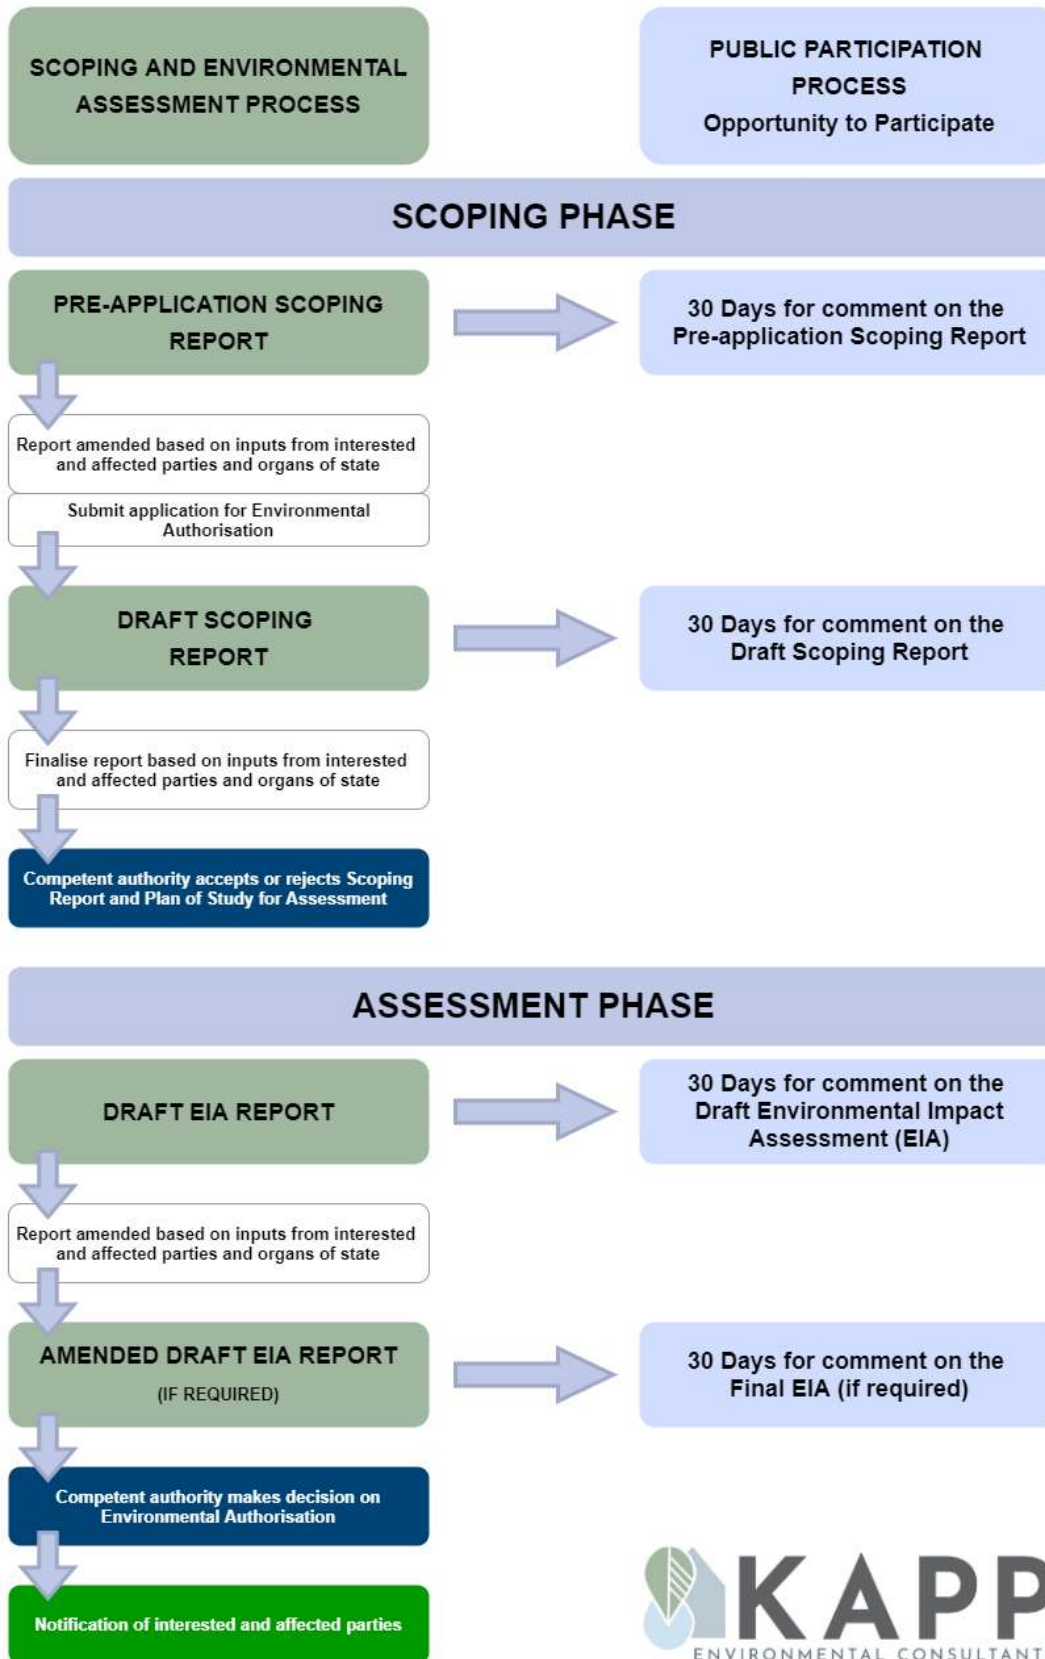 SCOPING AND ENVIRONMENTAL
ASSESSMENT PROCESS
PUBLIC PARTICIPATION
PROCESS
Opportunity to Participate
SCOPING PHASE
PRE-APPLICATION SCOPING
REPORT
30 Days for comment on the
Pre-application Scoping Report
Report amended based on inputs from interested
and affected parties and organs of state
Submit application for Environmental
Authorisation
DRAFT SCOPING
REPORT
30 Days for comment on the
Draft Scoping Report
Finalise report based on inputs from interested
and affected parties and organs of state
Competent authority accepts or rejects Scoping
Report and Plan of Study for Assessment
ASSESSMENT PHASE
DRAFT EIA REPORT
30 Days for comment on the
Draft Environmental Impact
Assessment (EIA)
Report amended based on inputs from interested
and affected parties and organs of state
AMENDED DRAFT EIA REPORT
(IF REQUIRED)
30 Days for comment on the
Final EIA (if required)
Competent authority makes decision on
Environmental Authorisation
Notification of interested and affected parties
KAPP
ENVIRONMENTAL CONSULTANT